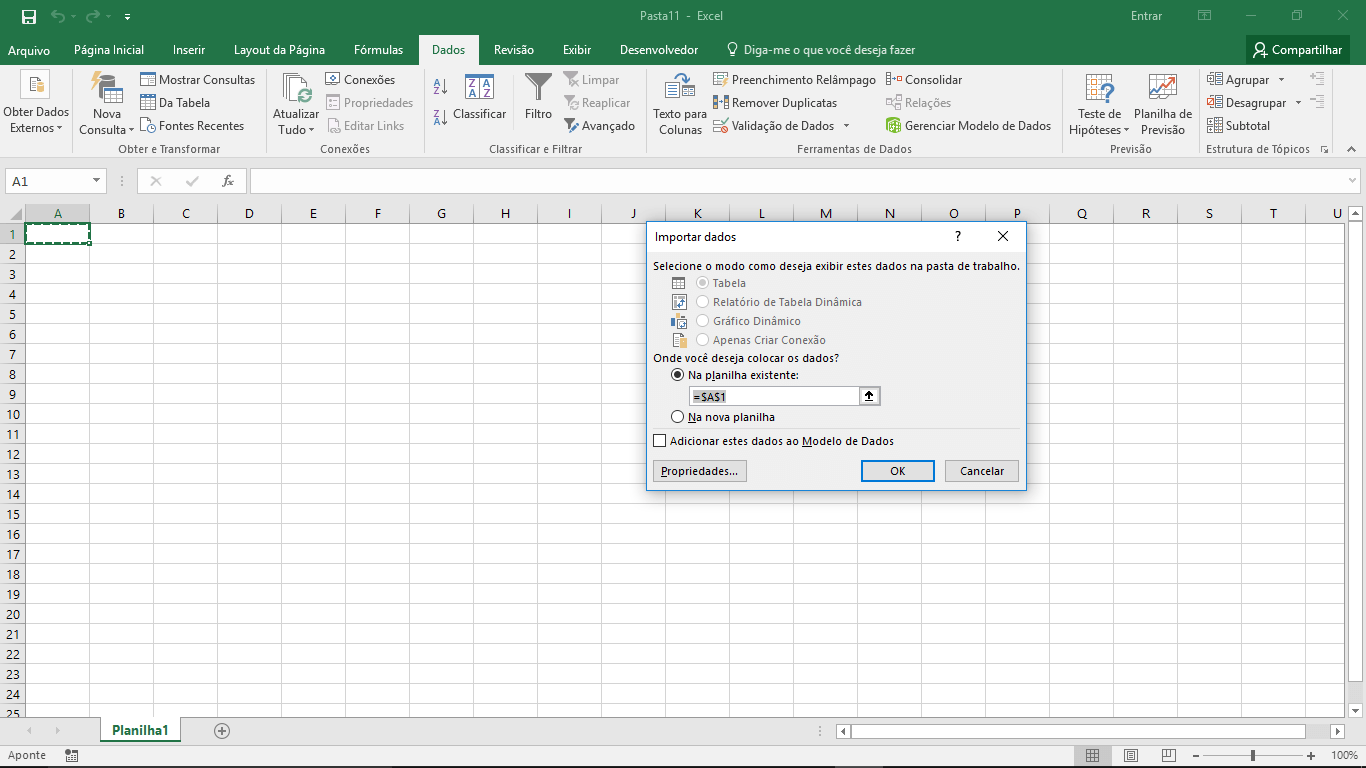 Pasta11 - Excel
Entrar
Arquivo
Página Inicial
Inserir
Layout da Página
Fórmulas
Dados
Revisão
Exibir
Desenvolvedor
Diga-me o que você deseja fazer
Compartilhar
Obter Dados
Externos
Nova
Consulta
Mostrar Consultas
Da Tabela
Fontes Recentes
Obter e Transformar
Atualizar
Tudo
Conexões
Propriedades
Editar Links
Conexões
Classificar
Filtro
Limpar
Reaplicar
Avançado
Classificar e Filtrar
Texto para
Colunas
Preenchimento Relâmpago
Remover Duplicatas
Validação de Dados
Consolidar
Relações
Gerenciar Modelo de Dados
Ferramentas de Dados
Teste de
Hipóteses
Planilha de
Previsão
Previsão
Agrupar
Desagrupar
Subtotal
Estrutura de Tópicos
A1
fx
A B C D E F G H I J K L M N O P Q R S T U
1
2
3
4
5
6
7
8
9
10
11
12
13
14
15
16
17
18
19
20
21
22
23
24
25
Importar dados
?
Selecione o modo como deseja exibir estes dados na pasta de trabalho.
Tabela
Relatório de Tabela Dinâmica
Gráfico Dinâmico
Apenas Criar Conexão
Onde você deseja colocar os dados?
Na planilha existente:
=$A$1
Na nova planilha
Adicionar estes dados ao Modelo de Dados
Propriedades...
OK
Cancelar
Planilha1
Aponte
100%